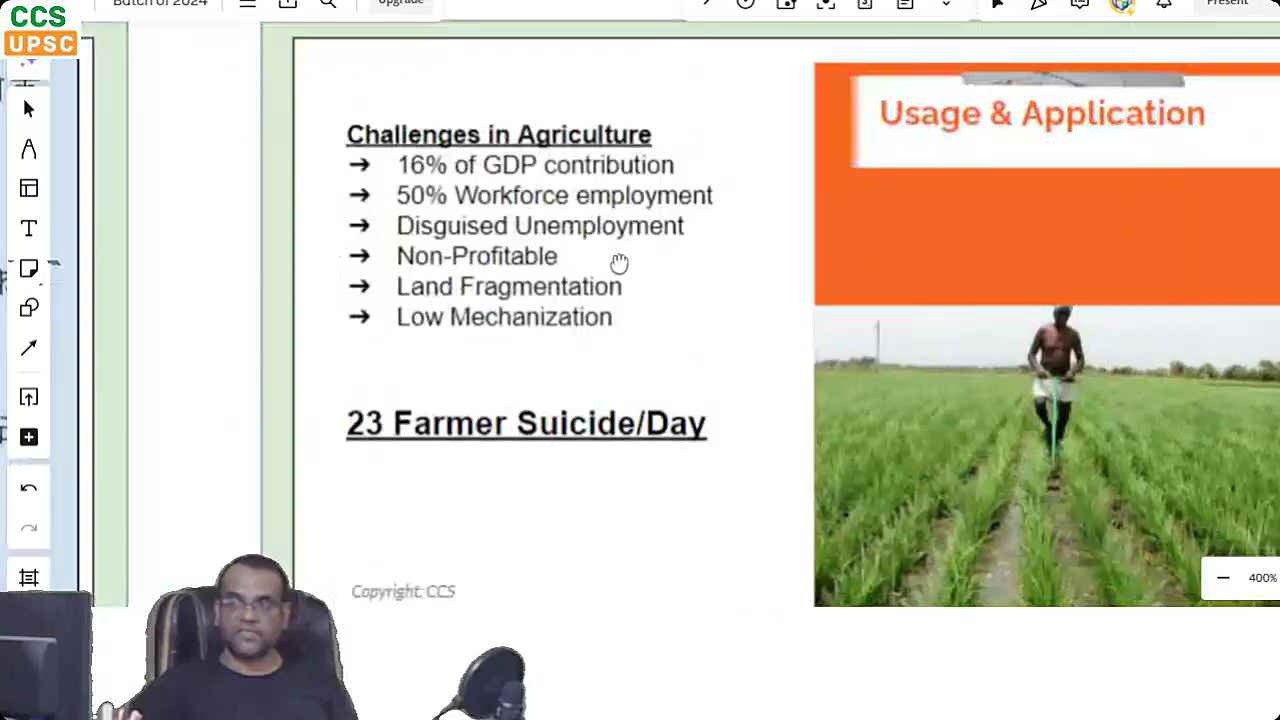 CCS
UPSC
Batch of 2024
Upgrade
Present
Challenges in Agriculture
➔ 16% of GDP contribution
➔ 50% Workforce employment
➔ Disguised Unemployment
➔ Non-Profitable
➔ Land Fragmentation
➔ Low Mechanization
23 Farmer Suicide/Day
Copyright: CCS
Usage & Application
400%